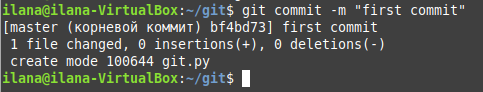 ilana@ilana-VirtualBox:~/git$ git commit -m "first commit"
[master (корневой коммит) bf4bd73] first commit
 1 file changed, 0 insertions(+), 0 deletions(-)
 create mode 100644 git.py
ilana@ilana-VirtualBox:~/git$